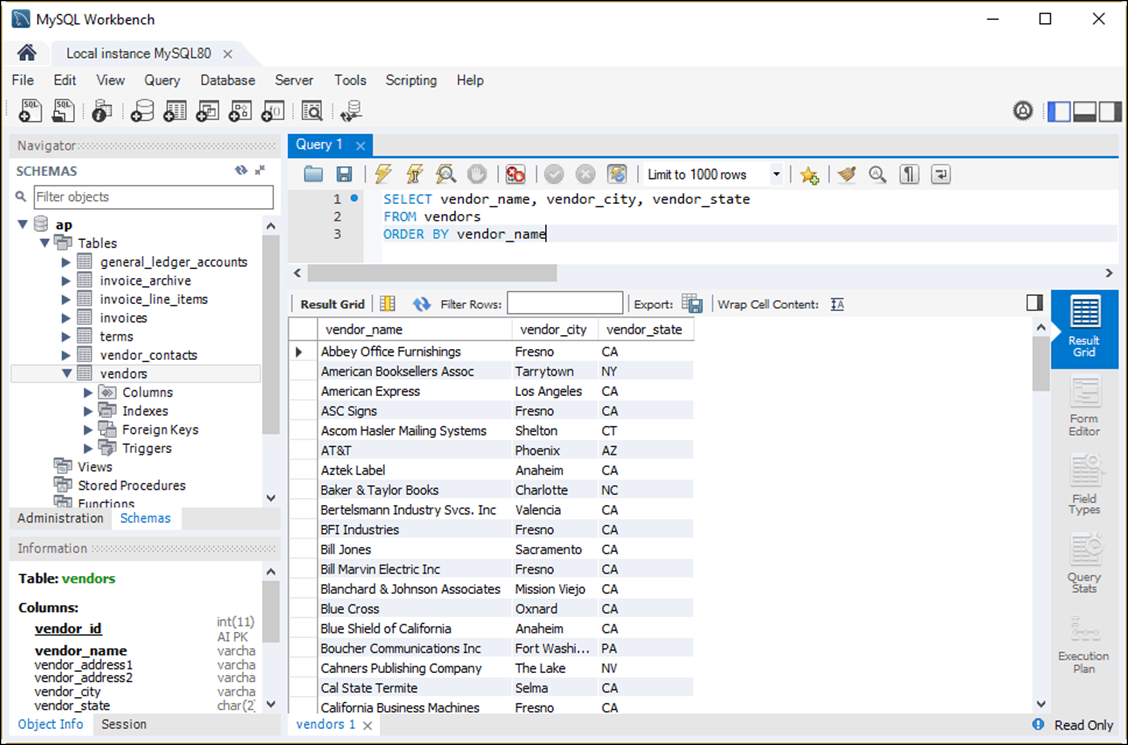 MySQL Workbench
Local instance MySQL80
File Edit View Query Database Server Tools Scripting Help
Navigator
SCHEMAS
Filter objects
ap
Tables
general_ledger_accounts
invoice_archive
invoice_line_items
invoices
terms
vendor_contacts
vendors
Columns
Indexes
Foreign Keys
Triggers
Views
Stored Procedures
Functions
Administration Schemas
Information
Table: vendors
Columns:
vendor_id int(11)
AI PK
vendor_name varcha
vendor_address1 varcha
vendor_address2 varcha
vendor_city varcha
vendor_state char(2)
Object Info Session
Query 1
Limit to 1000 rows
1 SELECT vendor_name, vendor_city, vendor_state
2 FROM vendors
3 ORDER BY vendor_name
Result Grid Filter Rows: Export: Wrap Cell Content:
vendor_name vendor_city vendor_state
Abbey Office Furnishings Fresno CA
American Booksellers Assoc Tarrytown NY
American Express Los Angeles CA
ASC Signs Fresno CA
Ascom Hasler Mailing Systems Shelton CT
AT&T Phoenix AZ
Aztek Label Anaheim CA
Baker & Taylor Books Charlotte NC
Bertelsmann Industry Svcs. Inc Valencia CA
BFI Industries Fresno CA
Bill Jones Sacramento CA
Bill Marvin Electric Inc Fresno CA
Blanchard & Johnson Associates Mission Viejo CA
Blue Cross Oxnard CA
Blue Shield of California Anaheim CA
Boucher Communications Inc Fort Washi... PA
Cahners Publishing Company The Lake NV
Cal State Termite Selma CA
California Business Machines Fresno CA
vendors 1
Result
Grid
Form
Editor
Field
Types
Query
Stats
Execution
Plan
Read Only